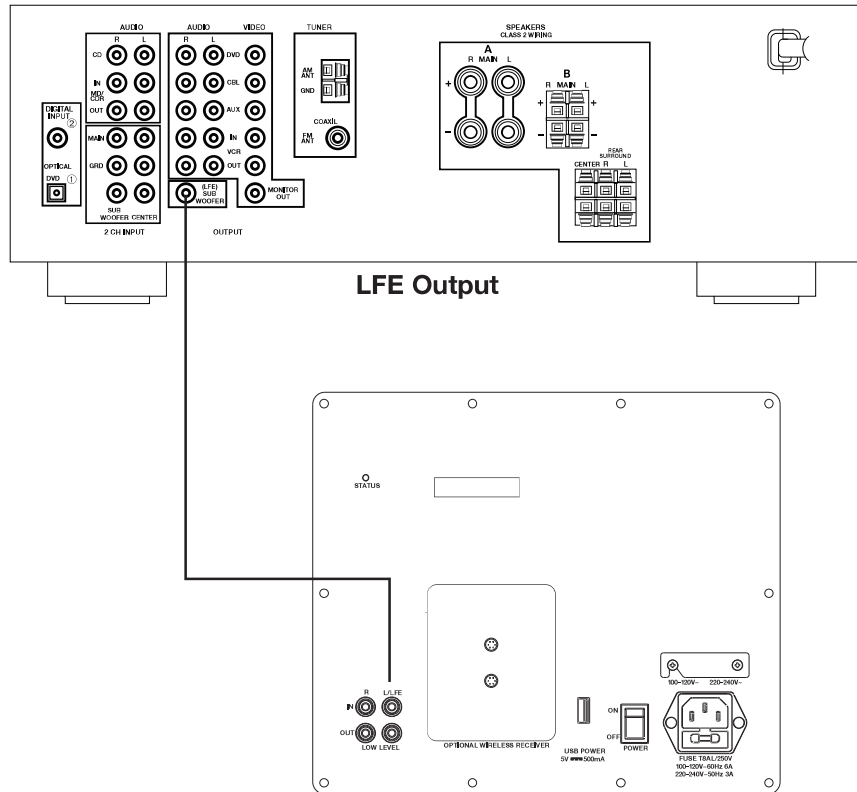 AUDIO
R L
CD
IN
MD/
CDR
OUT
DIGITAL
INPUT
②
OPTICAL
DVD ①
MAIN
GRD
SUB
WOOFER CENTER
2 CH INPUT
AUDIO VIDEO
R L
DVD
CBL
AUX
IN
VCR
OUT
(LFE)
SUB
WOOFER
MONITOR
OUT
OUTPUT
TUNER
AM
ANT
GND
COAXIL
FM
ANT
SPEAKERS
CLASS 2 WIRING
A
R MAIN L
+
–
B
R MAIN L
+ +
– –
REAR
SURROUND
CENTER R L
LFE Output
STATUS
R L/LFE
IN
OUT
LOW LEVEL
OPTIONAL WIRELESS RECEIVER
USB POWER
5V ⎓ 500mA
ON
OFF
POWER
100-120V~ 220-240V~
FUSE T8AL/250V
100-120V~60Hz 6A
220-240V~50Hz 3A